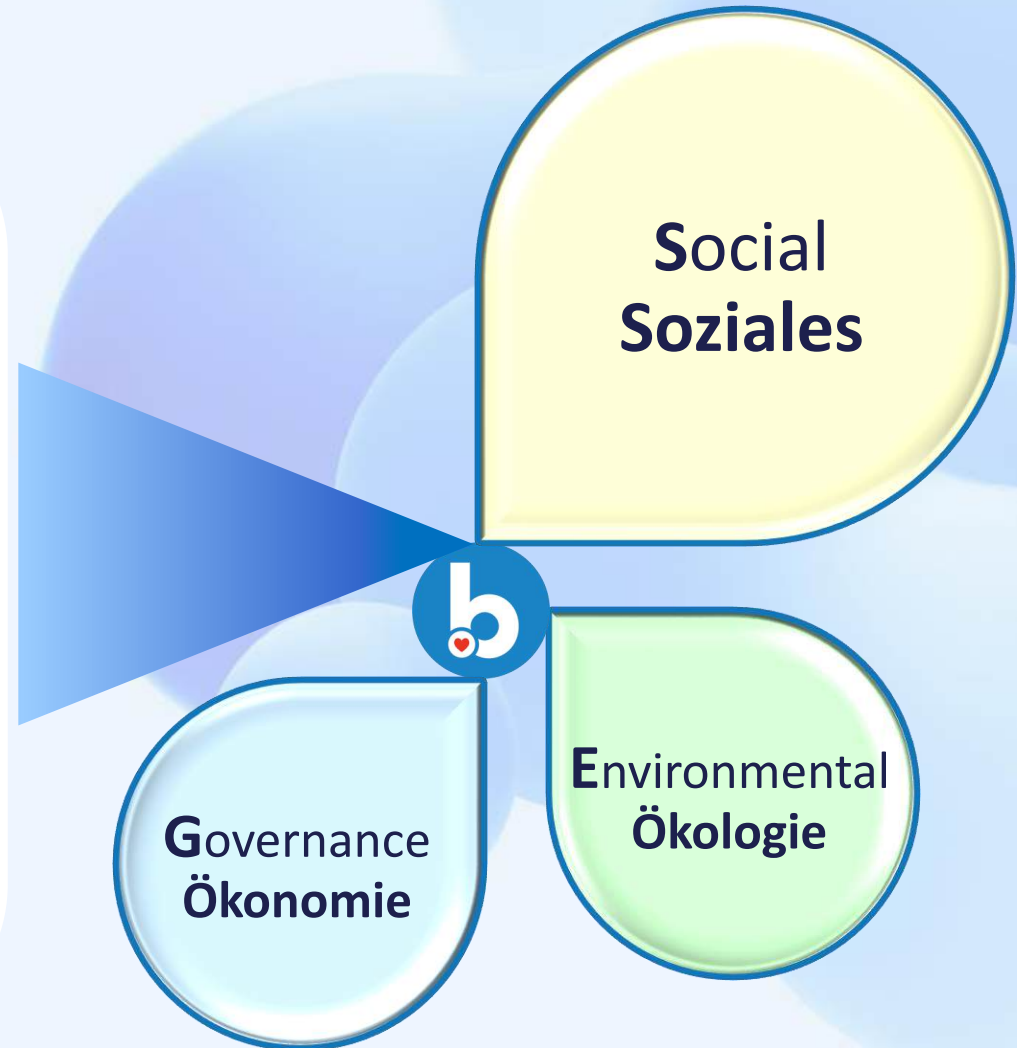 Social
Soziales
b
Environmental
Ökologie
Governance
Ökonomie